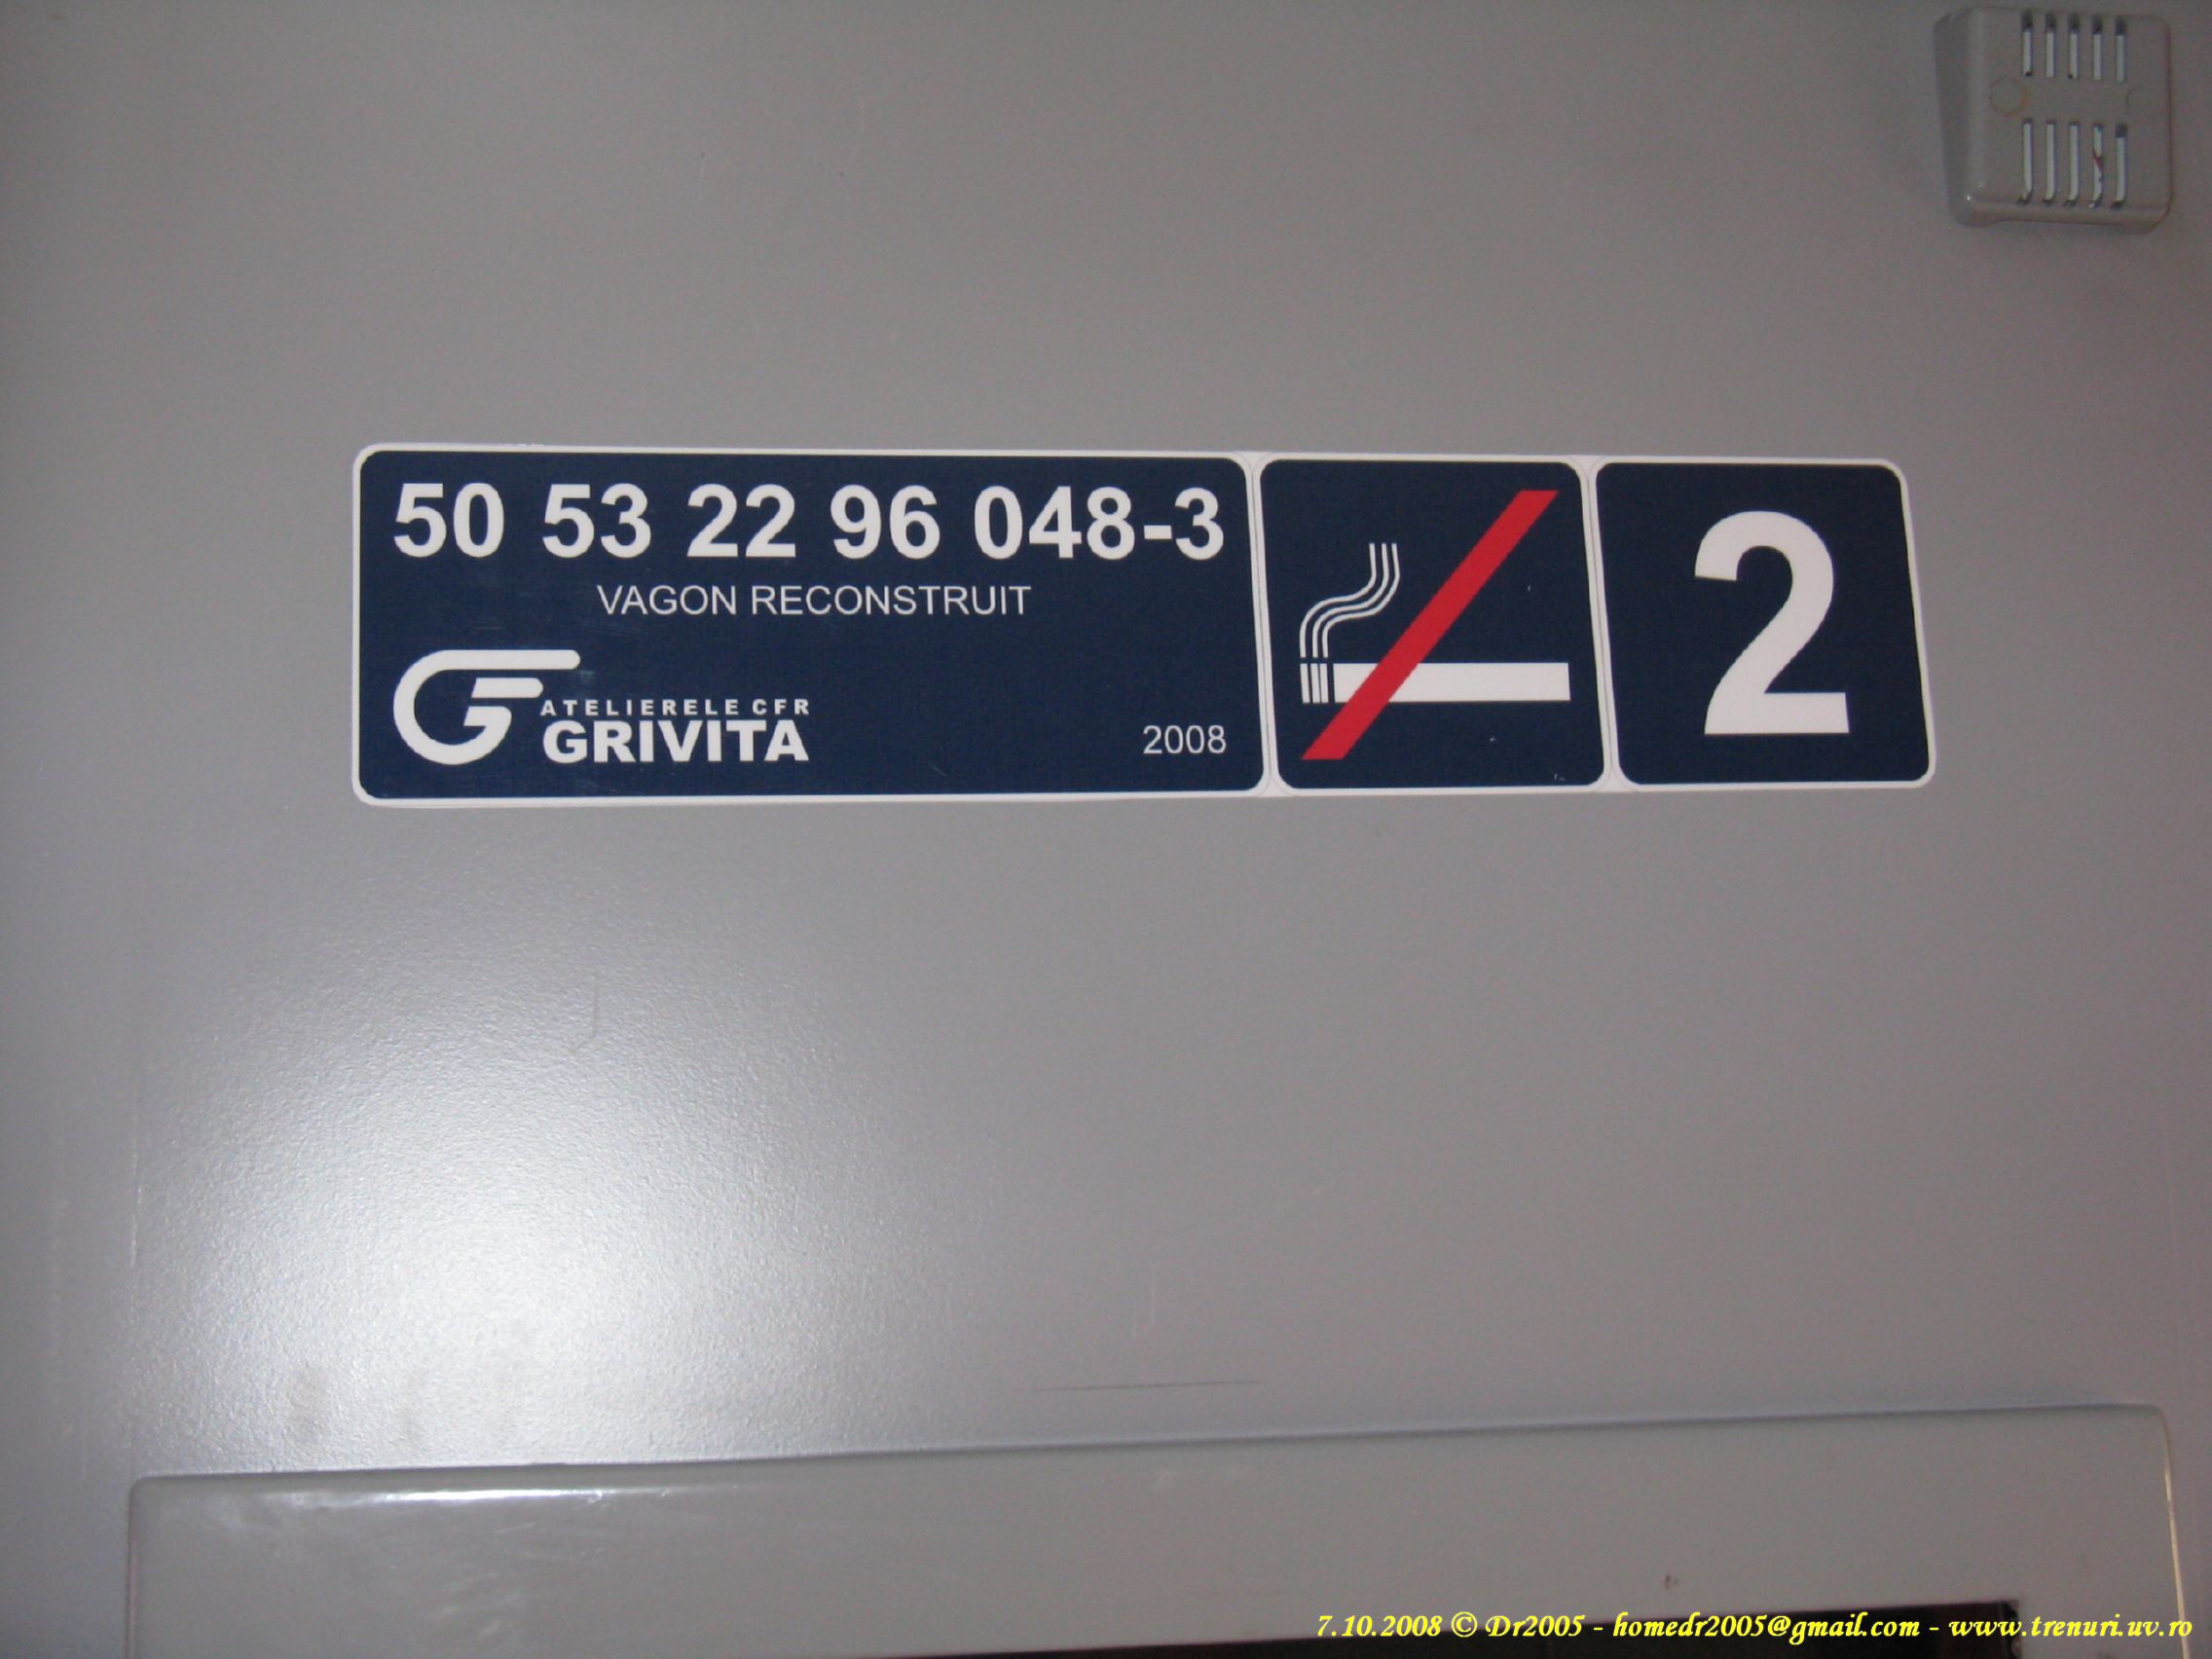 50 53 22 96 048-3
VAGON RECONSTRUIT
ATELIERELE CFR
GRIVITA
2008
2
7.10.2008 © Dr2005 - homedr2005@gmail.com - www.trenuri.uv.ro